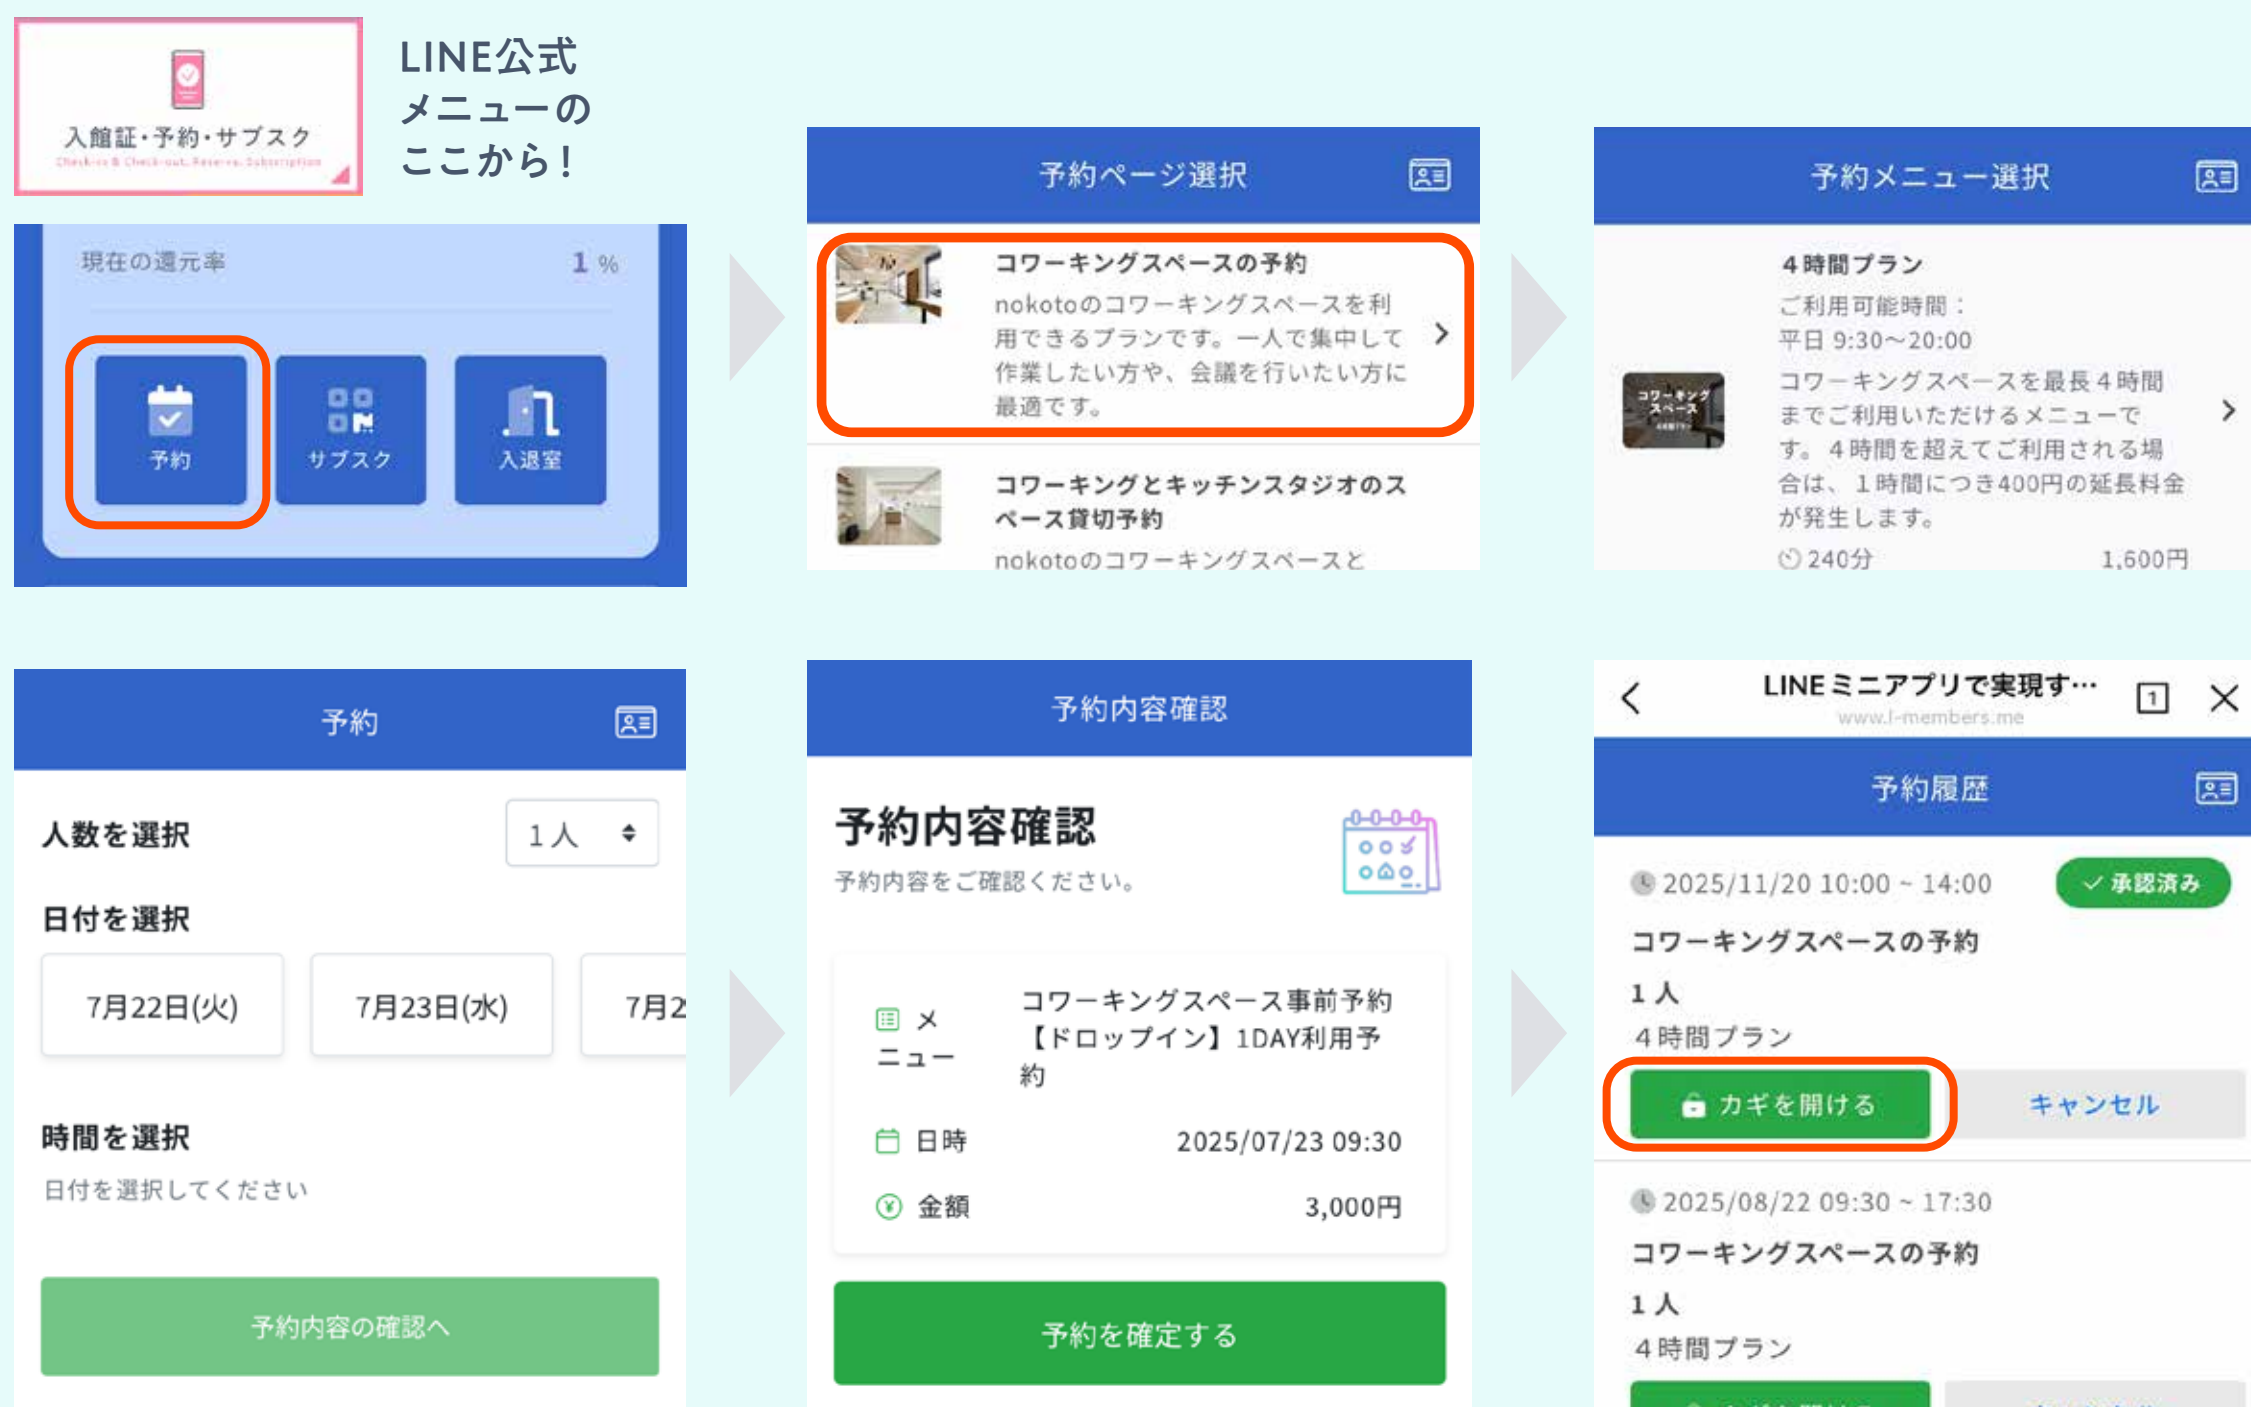 入館証・予約・サブスク
Check-in & Check-out, Reserve, Subscription
LINE公式
メニューの
ここから！
現在の還元率
1 %
予約
サブスク
入退室
予約ページ選択
コワーキングスペースの予約
nokotoのコワーキングスペースを利
用できるプランです。一人で集中して
作業したい方や、会議を行いたい方に
最適です。
コワーキングとキッチンスタジオのス
ペース貸切予約
nokotoのコワーキングスペースと
予約メニュー選択
4時間プラン
ご利用可能時間：
平日 9:30〜20:00
コワーキング
スペース
コワーキングスペースを最長4時間
までご利用いただけるメニューで
す。4時間を超えてご利用される場
合は、1時間につき400円の延長料金
が発生します。
240分
1,600円
予約
人数を選択
1人
日付を選択
7月22日(火)
7月23日(水)
7月2
時間を選択
日付を選択してください
予約内容の確認へ
予約内容確認
予約内容確認
予約内容をご確認ください。
メ
ニュー
コワーキングスペース事前予約
【ドロップイン】1DAY利用予
約
日時
2025/07/23 09:30
金額
3,000円
予約を確定する
LINEミニアプリで実現す…
www.l-members.me
1
予約履歴
2025/11/20 10:00 ~ 14:00
承認済み
コワーキングスペースの予約
1人
4時間プラン
カギを開ける
キャンセル
2025/08/22 09:30 ~ 17:30
コワーキングスペースの予約
1人
4時間プラン